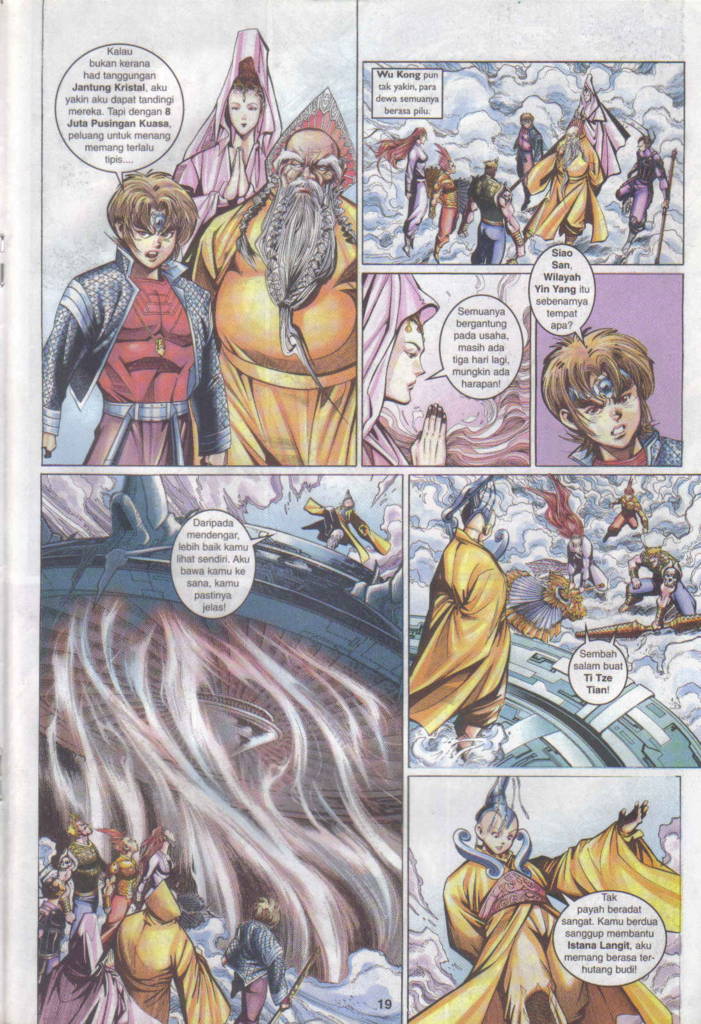 Kalau
bukan kerana
had tanggungan
Jantung Kristal, aku
yakin aku dapat tandingi
mereka. Tapi dengan 8
Juta Pusingan Kuasa,
peluang untuk menang
memang terlalu
tipis....
Wu Kong pun
tak yakin, para
dewa semuanya
berasa pilu.
Semuanya
bergantung
pada usaha,
masih ada
tiga hari lagi,
mungkin ada
harapan!
Siao
San,
Wilayah
Yin Yang itu
sebenarnya
tempat
apa?
Daripada
mendengar,
lebih baik kamu
lihat sendiri. Aku
bawa kamu ke
sana, kamu
pastinya
jelas!
Sembah
salam buat
Ti Tze
Tian!
Tak
payah beradat
sangat. Kamu berdua
sanggup membantu
Istana Langit, aku
memang berasa ter-
hutang budi!
19